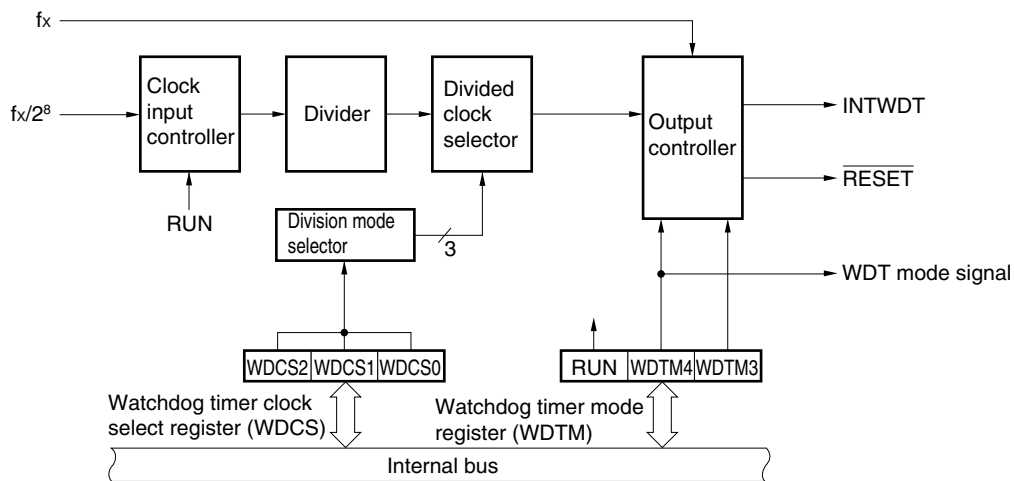 fx
fx/2⁸
Clock
input
controller
Divider
Divided
clock
selector
Output
controller
INTWDT
RESET
RUN
Division mode
selector
3
WDT mode signal
WDCS2 WDCS1 WDCS0
RUN WDTM4 WDTM3
Watchdog timer clock
select register (WDCS)
Watchdog timer mode
register (WDTM)
Internal bus